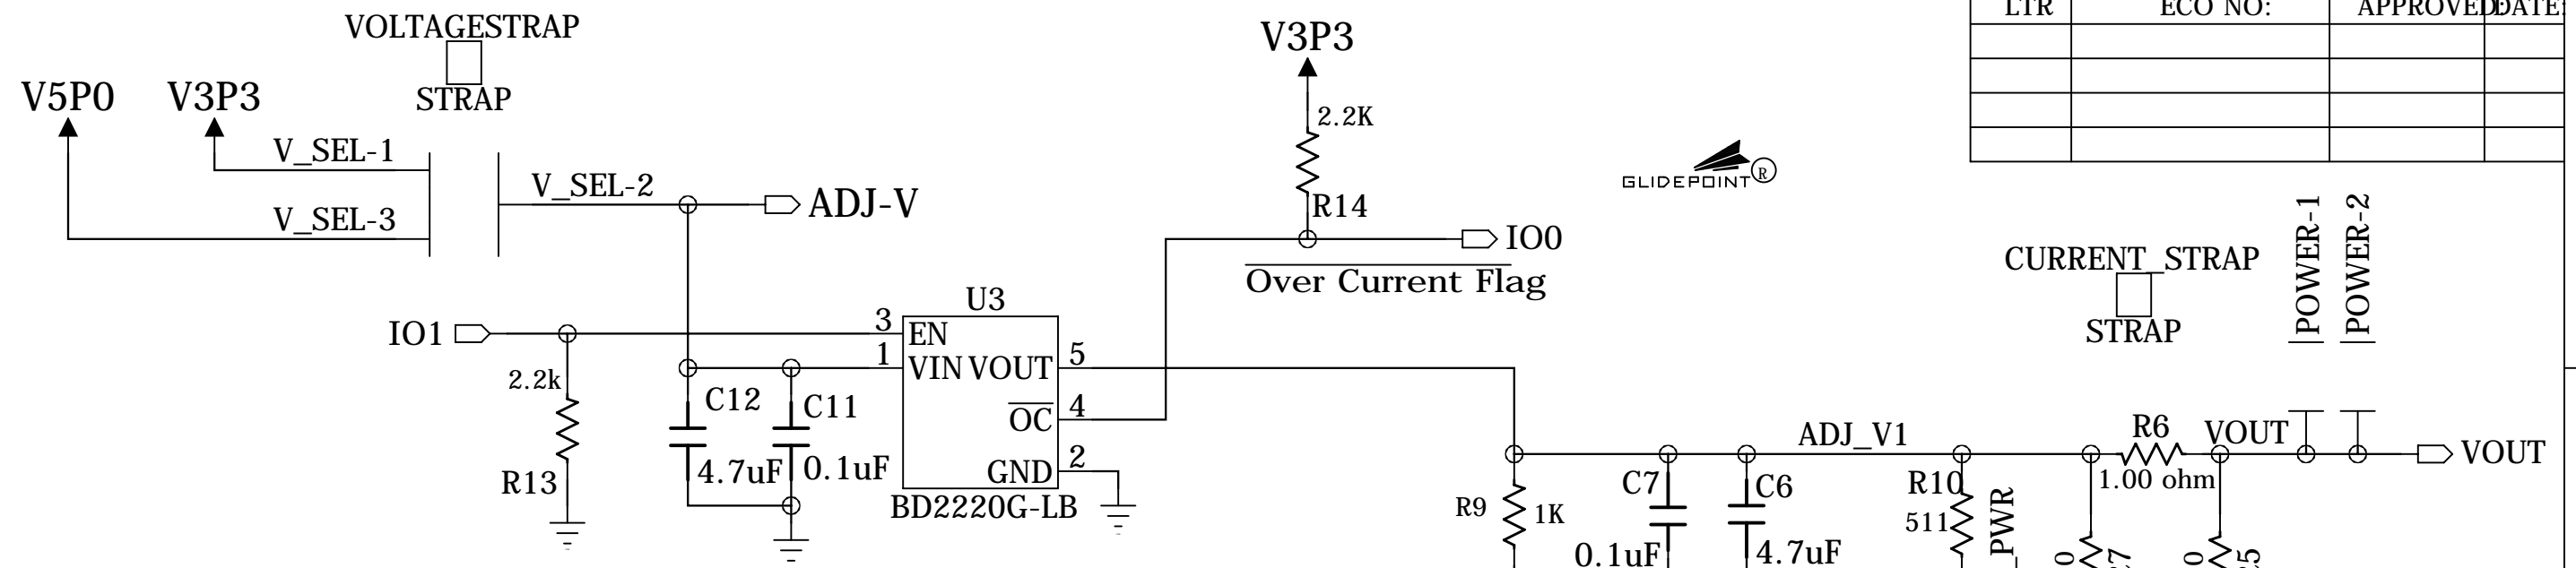 LTR ECO NO: APPROVED: DATE:
VOLTAGESTRAP
STRAP
V5P0
V3P3
V_SEL-1
V_SEL-3
V_SEL-2
ADJ-V
V3P3
2.2K
R14
IO0
Over Current Flag
GLIDEPOINT®
CURRENT_STRAP
STRAP
POWER-1
POWER-2
IO1
2.2k
R13
C12
4.7uF
C11
0.1uF
U3
3 EN
1 VIN VOUT 5
OC 4
GND 2
BD2220G-LB
R9
1K
C7
0.1uF
C6
4.7uF
ADJ_V1
R10
511
_PWR
R6
1.00 ohm
VOUT
VOUT